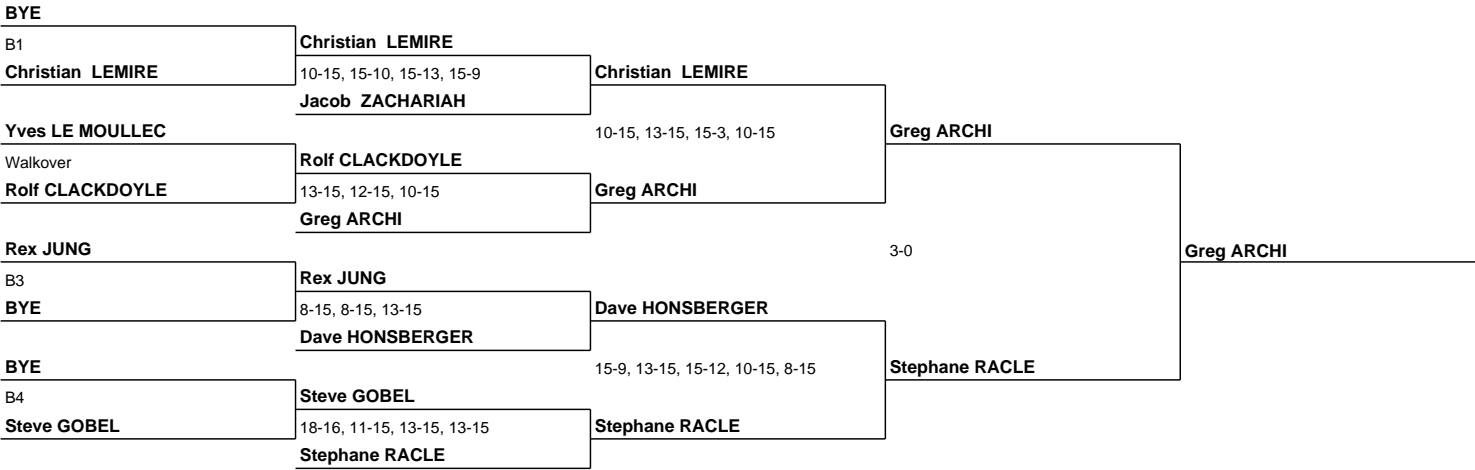 BYE
B1
Christian LEMIRE
Christian LEMIRE
10-15, 15-10, 15-13, 15-9
Christian LEMIRE
Jacob ZACHARIAH
Yves LE MOULLEC
10-15, 13-15, 15-3, 10-15
Greg ARCHI
Walkover
Rolf CLACKDOYLE
Rolf CLACKDOYLE
13-15, 12-15, 10-15
Greg ARCHI
Greg ARCHI
Rex JUNG
3-0
Greg ARCHI
B3
Rex JUNG
BYE
8-15, 8-15, 13-15
Dave HONSBERGER
Dave HONSBERGER
BYE
15-9, 13-15, 15-12, 10-15, 8-15
Stephane RACLE
B4
Steve GOBEL
Steve GOBEL
18-16, 11-15, 13-15, 13-15
Stephane RACLE
Stephane RACLE